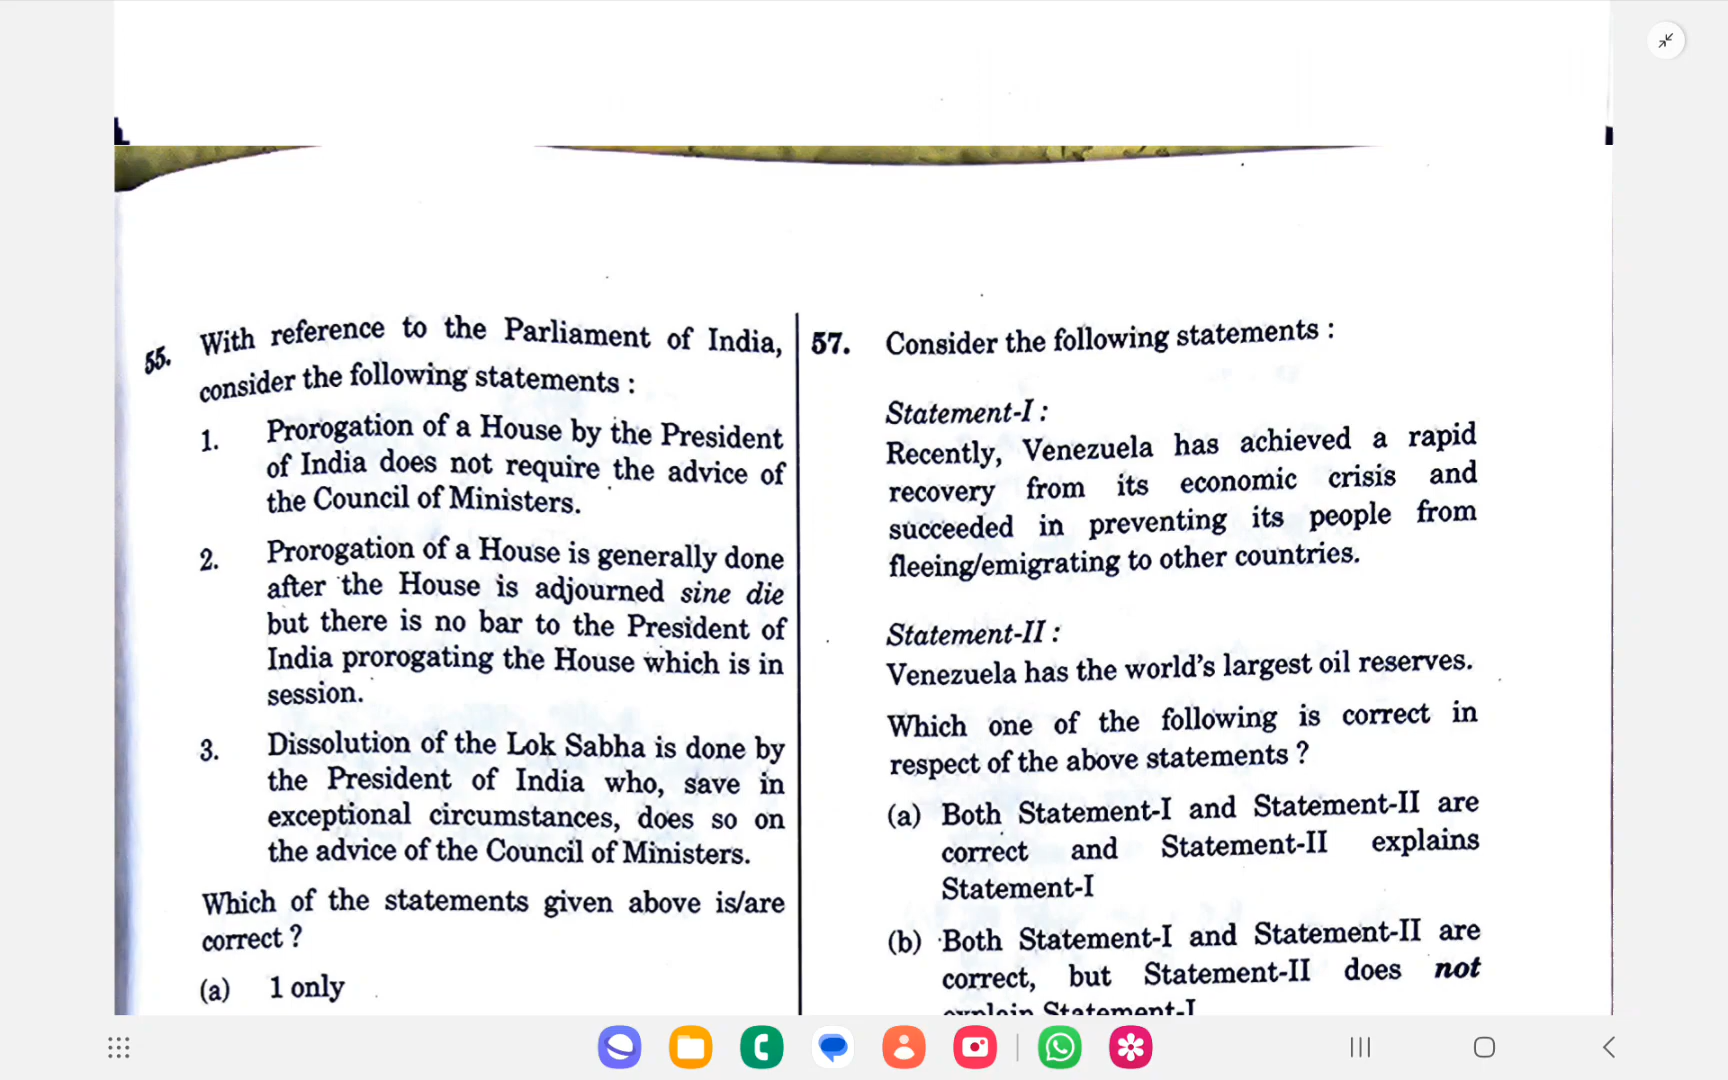 55. With reference to the Parliament of India,
consider the following statements :
1. Prorogation of a House by the President
of India does not require the advice of
the Council of Ministers.
2. Prorogation of a House is generally done
after the House is adjourned sine die
but there is no bar to the President of
India prorogating the House which is in
session.
3. Dissolution of the Lok Sabha is done by
the President of India who, save in
exceptional circumstances, does so on
the advice of the Council of Ministers.
Which of the statements given above is/are
correct ?
(a) 1 only
57. Consider the following statements :
Statement-I :
Recently, Venezuela has achieved a rapid
recovery from its economic crisis and
succeeded in preventing its people from
fleeing/emigrating to other countries.
Statement-II :
Venezuela has the world's largest oil reserves.
Which one of the following is correct in
respect of the above statements ?
(a) Both Statement-I and Statement-II are
correct and Statement-II explains
Statement-I
(b) Both Statement-I and Statement-II are
correct, but Statement-II does not
explain Statement-I